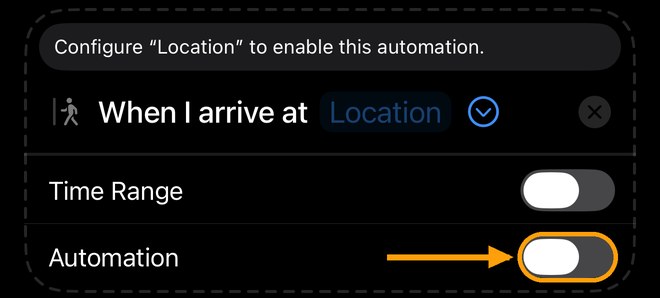 Configure “Location” to enable this automation.
When I arrive at Location
Time Range
Automation